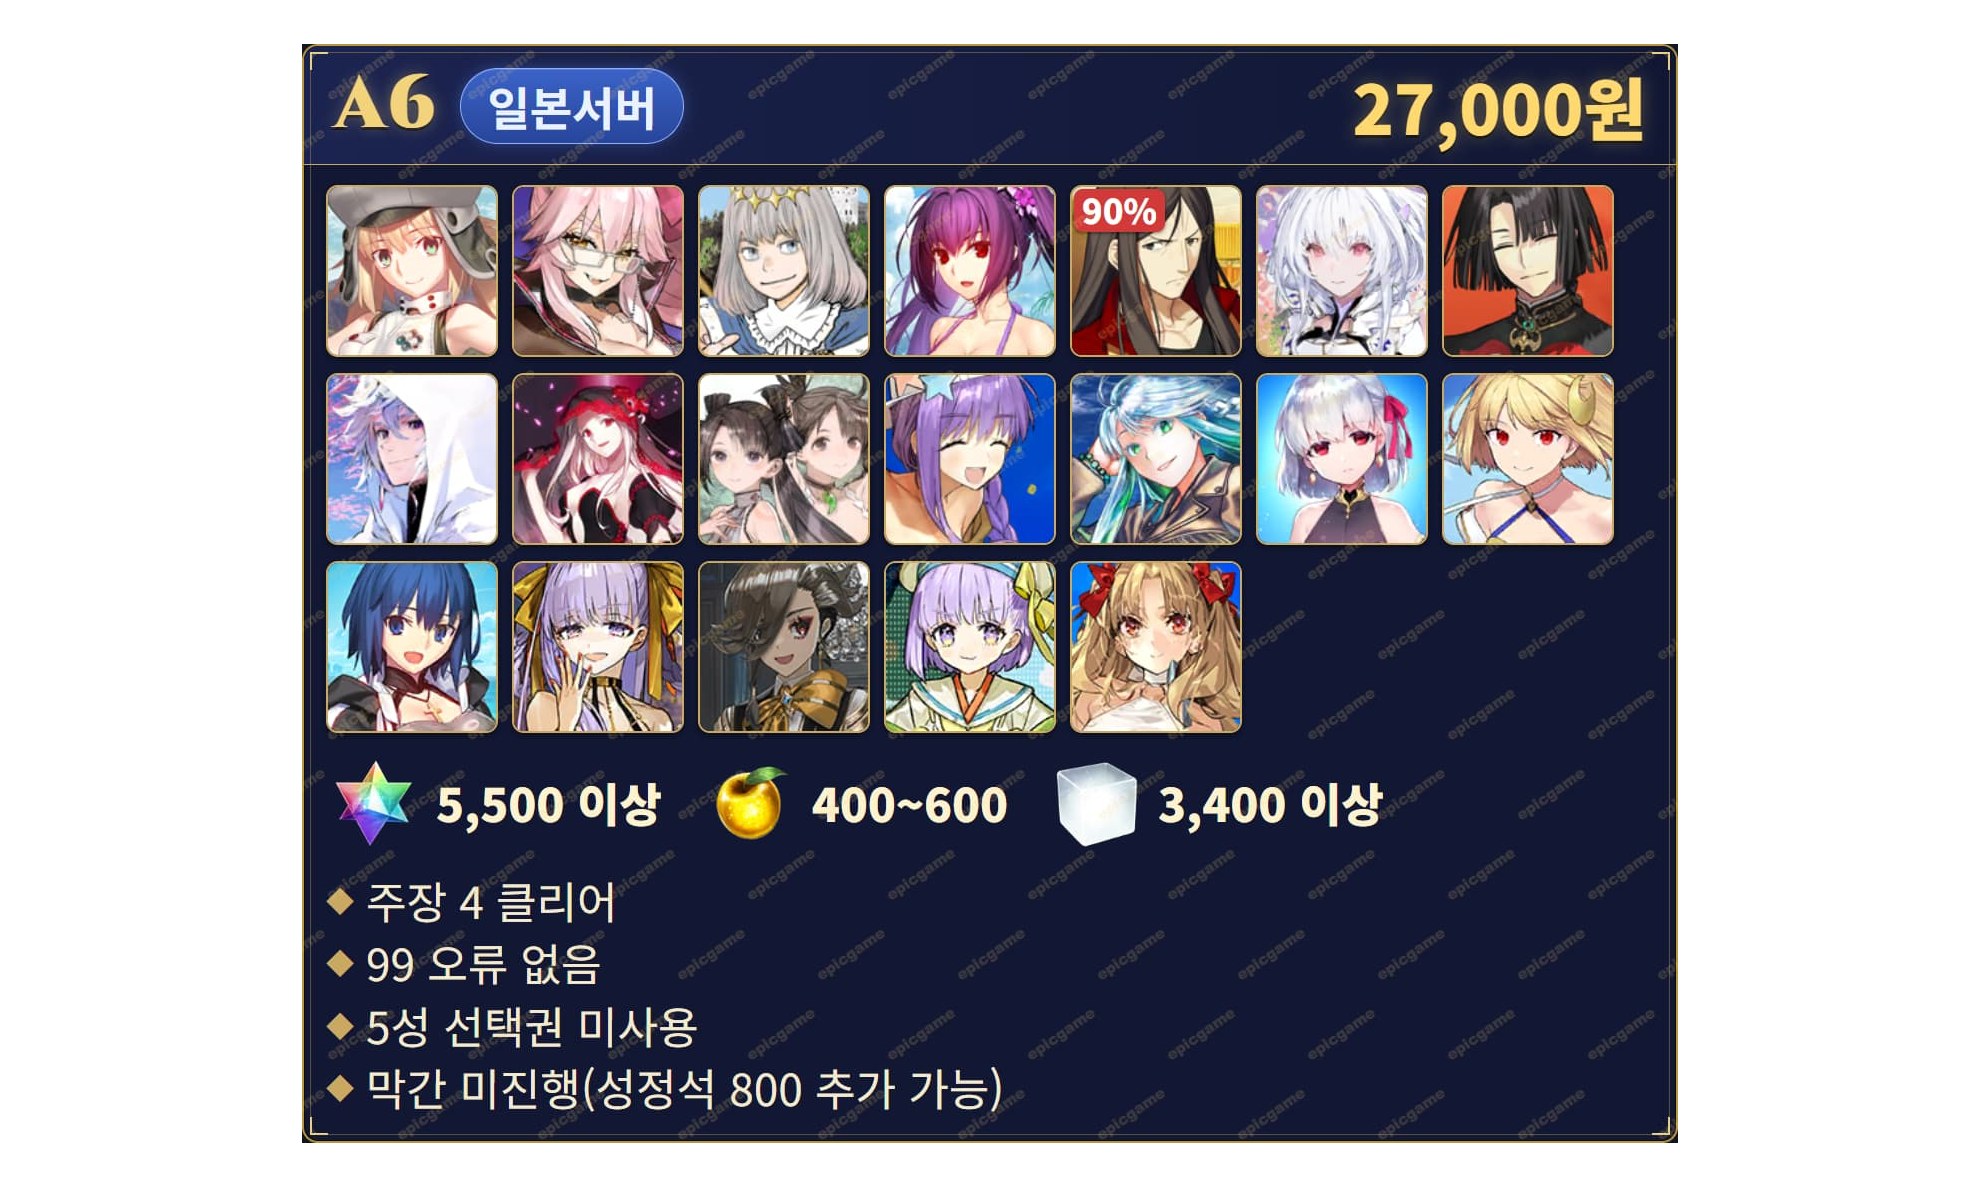 A6 일본서버 27,000원
90%
5,500 이상 400~600 3,400 이상
주장 4 클리어
99 오류 없음
5성 선택권 미사용
막간 미진행(성정석 800 추가 가능)
epicgame